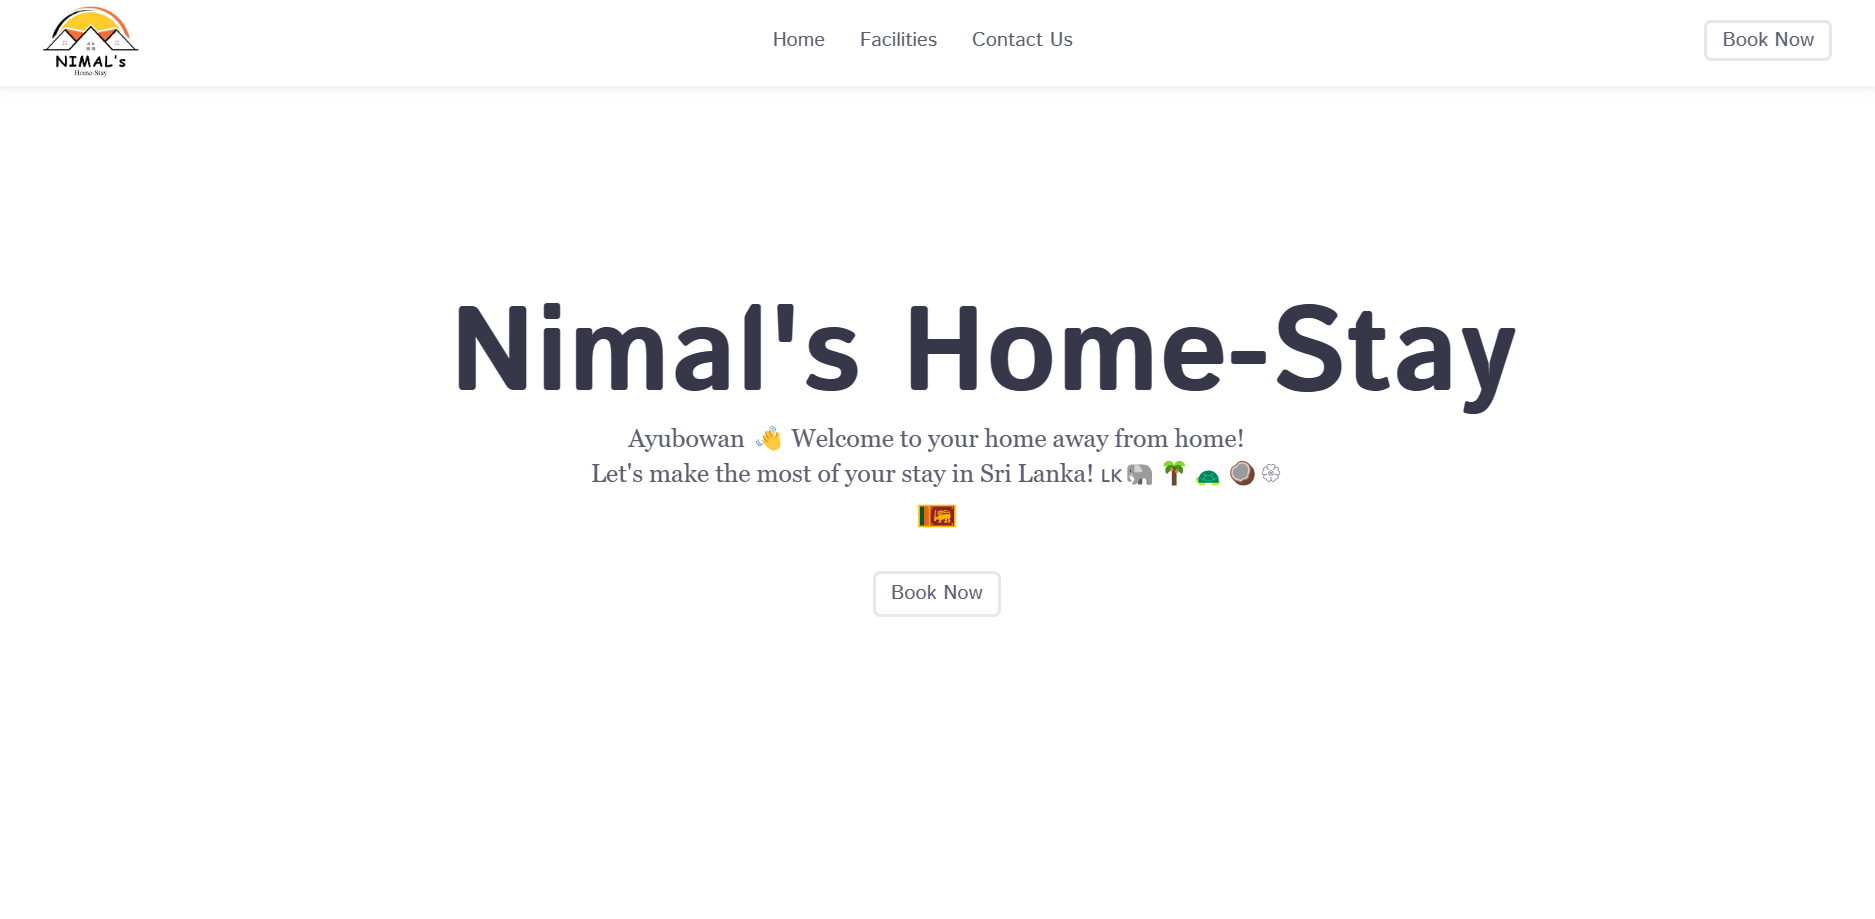 NIMAL's
Home-Stay
Home
Facilities
Contact Us
Book Now
Nimal's Home-Stay
Ayubowan 👋 Welcome to your home away from home!
Let's make the most of your stay in Sri Lanka! LK🐘 🌴 🐢 🥥 🏵
Book Now